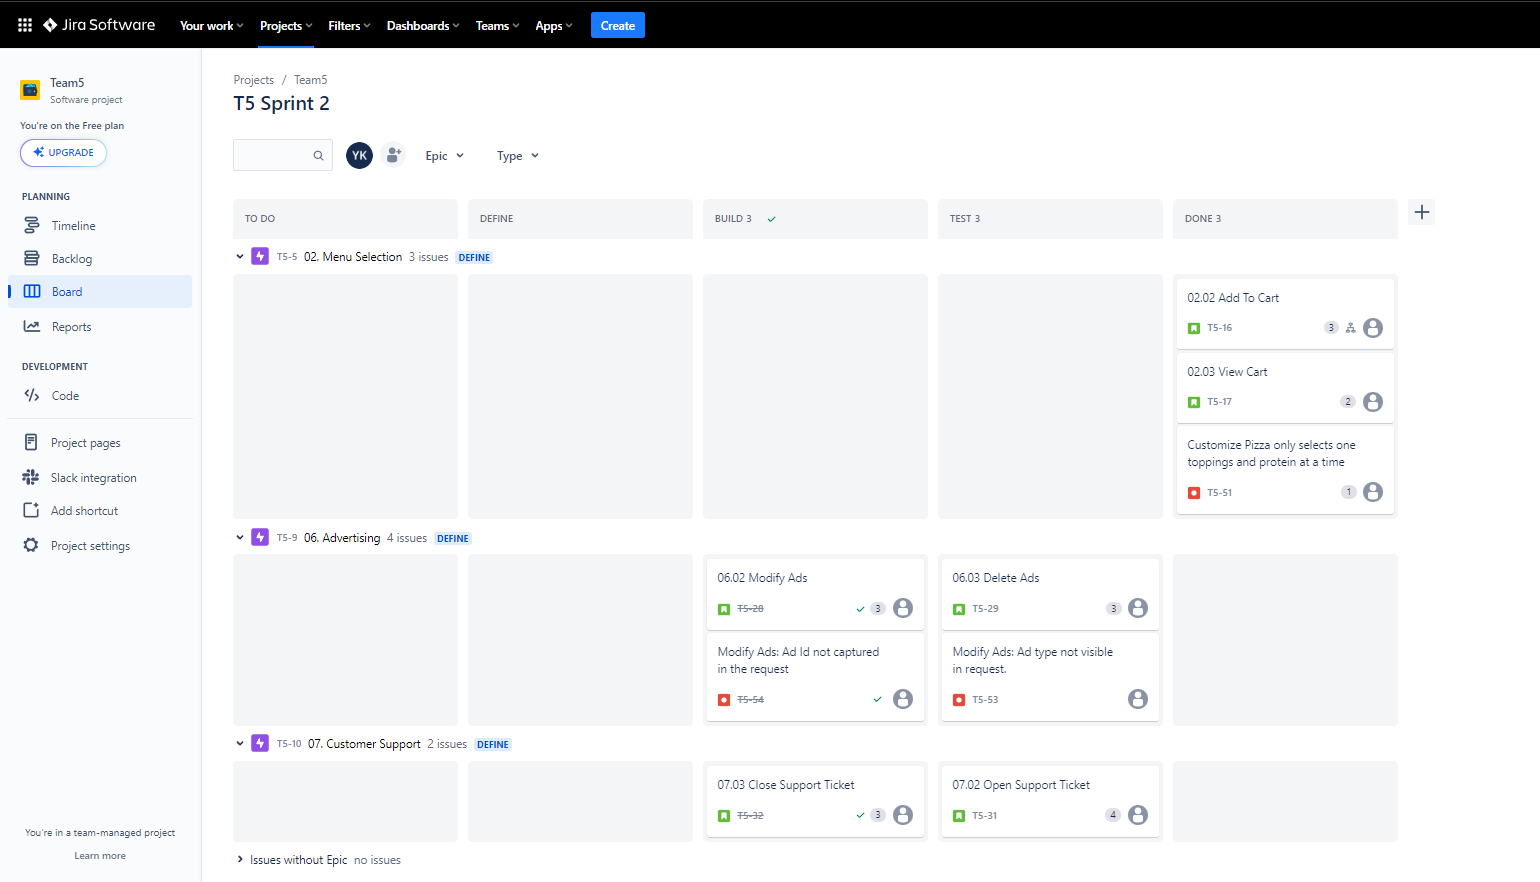 Jira Software
Your work
Projects
Filters
Dashboards
Teams
Apps
Create
Team5
Software project
You're on the Free plan
UPGRADE
PLANNING
Timeline
Backlog
Board
Reports
DEVELOPMENT
Code
Project pages
Slack integration
Add shortcut
Project settings
You're in a team-managed project
Learn more
Projects / Team5
T5 Sprint 2
YK
Epic
Type
TO DO
DEFINE
BUILD 3
TEST 3
DONE 3
T5-5 02. Menu Selection 3 issues DEFINE
02.02 Add To Cart
T5-16 3
02.03 View Cart
T5-17 2
Customize Pizza only selects one
toppings and protein at a time
T5-51 1
T5-9 06. Advertising 4 issues DEFINE
06.02 Modify Ads
T5-28 3
Modify Ads: Ad Id not captured
in the request
T5-54
06.03 Delete Ads
T5-29 3
Modify Ads: Ad type not visible
in request.
T5-53
T5-10 07. Customer Support 2 issues DEFINE
07.03 Close Support Ticket
T5-32 3
07.02 Open Support Ticket
T5-31 4
Issues without Epic no issues